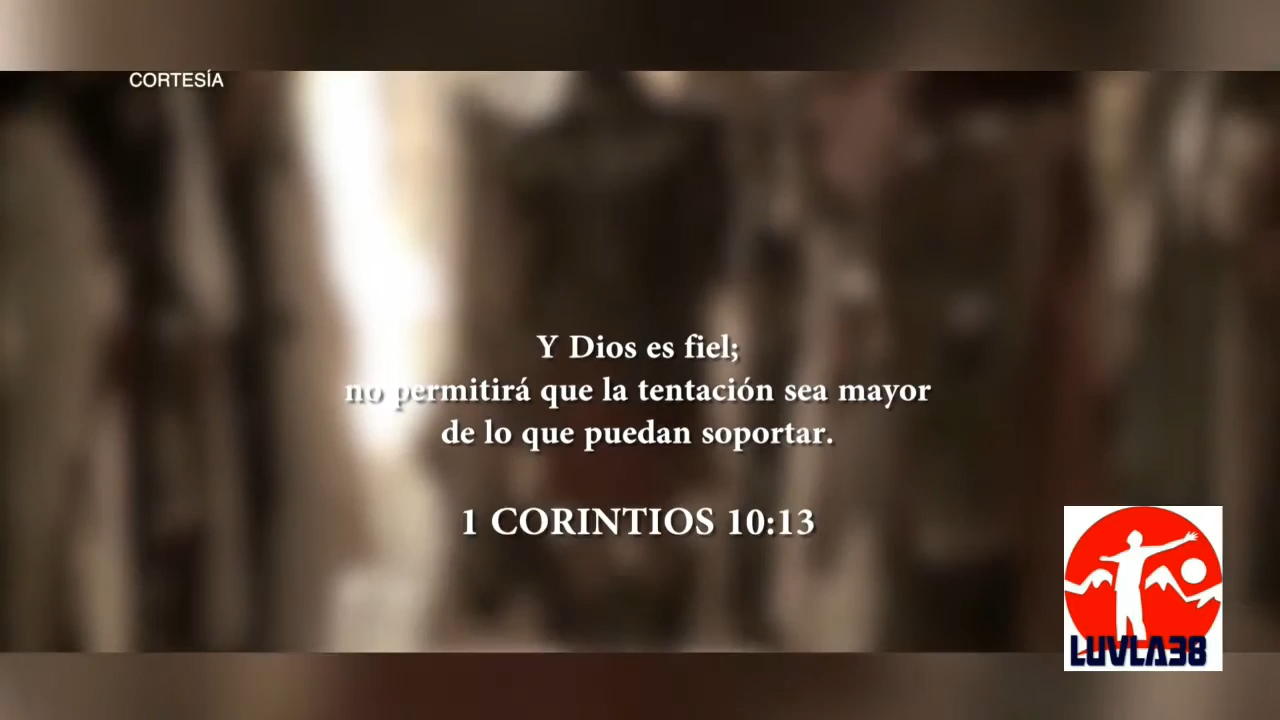 CORTESÍA
Y Dios es fiel;
no permitirá que la tentación sea mayor
de lo que puedan soportar.
1 CORINTIOS 10:13
LUVLA38